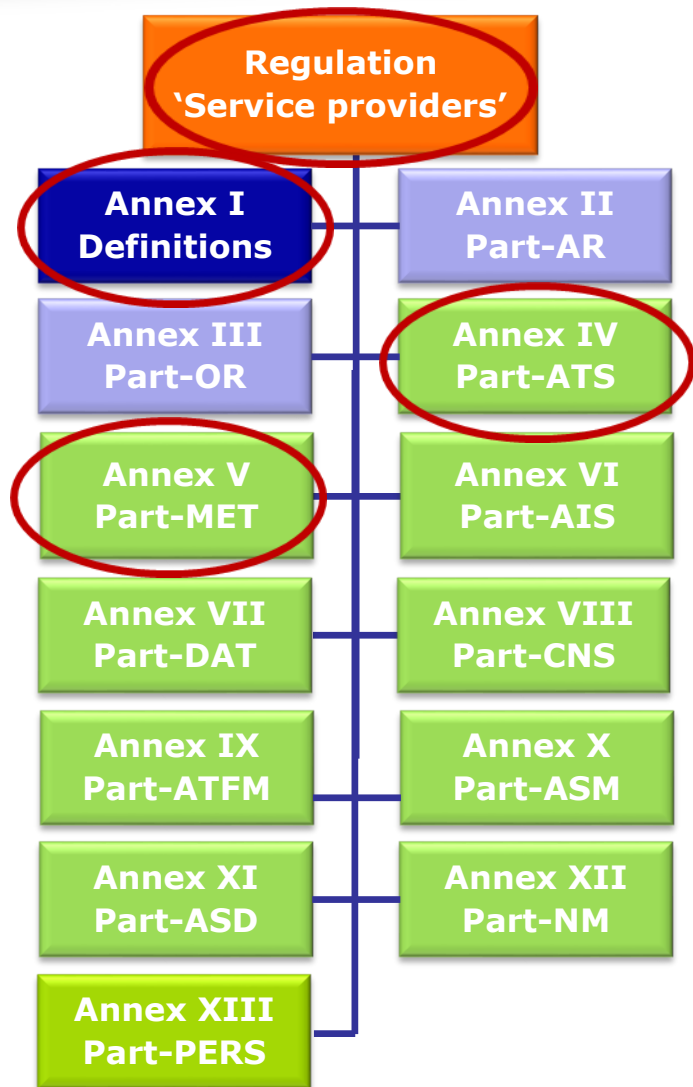 Regulation
‘Service providers’
Annex I
Definitions
Annex II
Part-AR
Annex III
Part-OR
Annex IV
Part-ATS
Annex V
Part-MET
Annex VI
Part-AIS
Annex VII
Part-DAT
Annex VIII
Part-CNS
Annex IX
Part-ATFM
Annex X
Part-ASM
Annex XI
Part-ASD
Annex XII
Part-NM
Annex XIII
Part-PERS